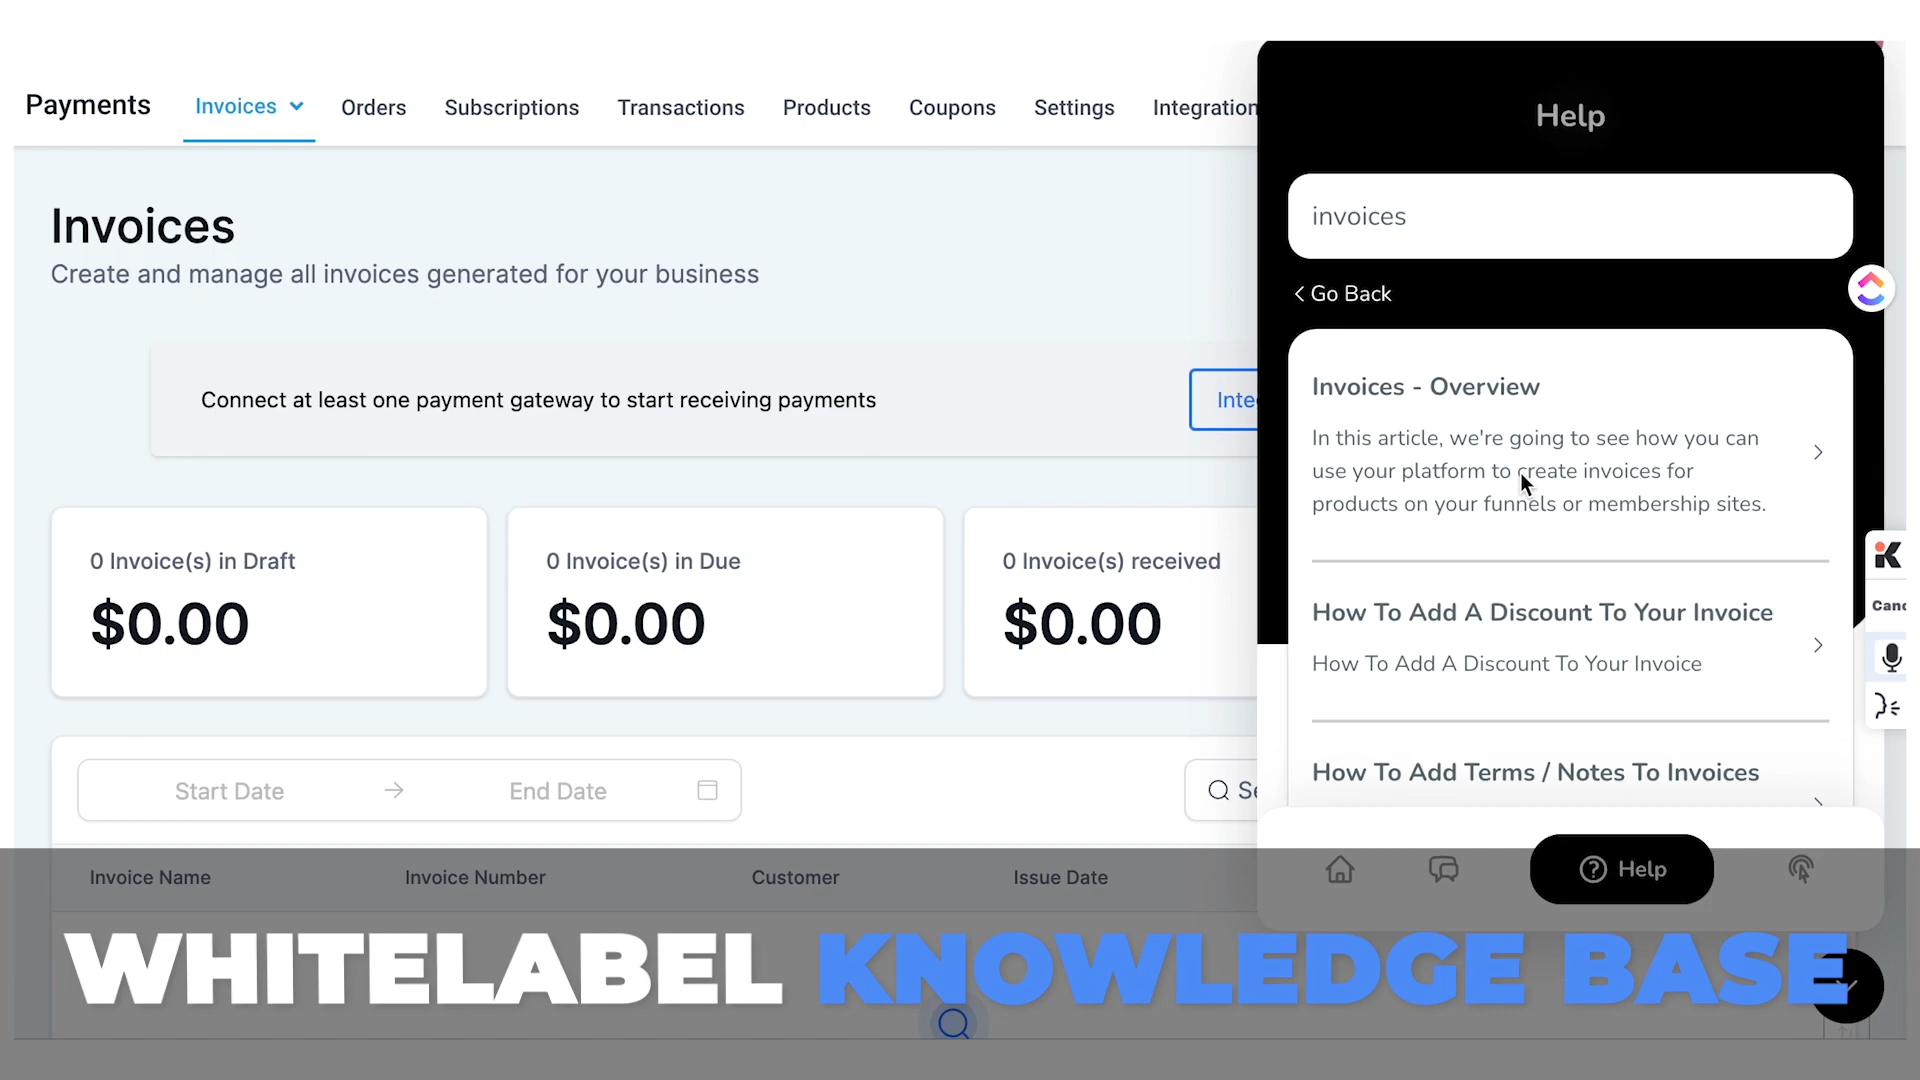 Payments
Invoices
Orders
Subscriptions
Transactions
Products
Coupons
Settings
Integration
Invoices
Create and manage all invoices generated for your business
Connect at least one payment gateway to start receiving payments
Inte
0 Invoice(s) in Draft
$0.00
0 Invoice(s) in Due
$0.00
0 Invoice(s) received
$0.00
Start Date
End Date
Se
Invoice Name
Invoice Number
Customer
Issue Date
Help
invoices
Go Back
Invoices - Overview
In this article, we're going to see how you can
use your platform to create invoices for
products on your funnels or membership sites.
How To Add A Discount To Your Invoice
How To Add A Discount To Your Invoice
How To Add Terms / Notes To Invoices
Help
K
Canc
WHITELABEL KNOWLEDGE BASE